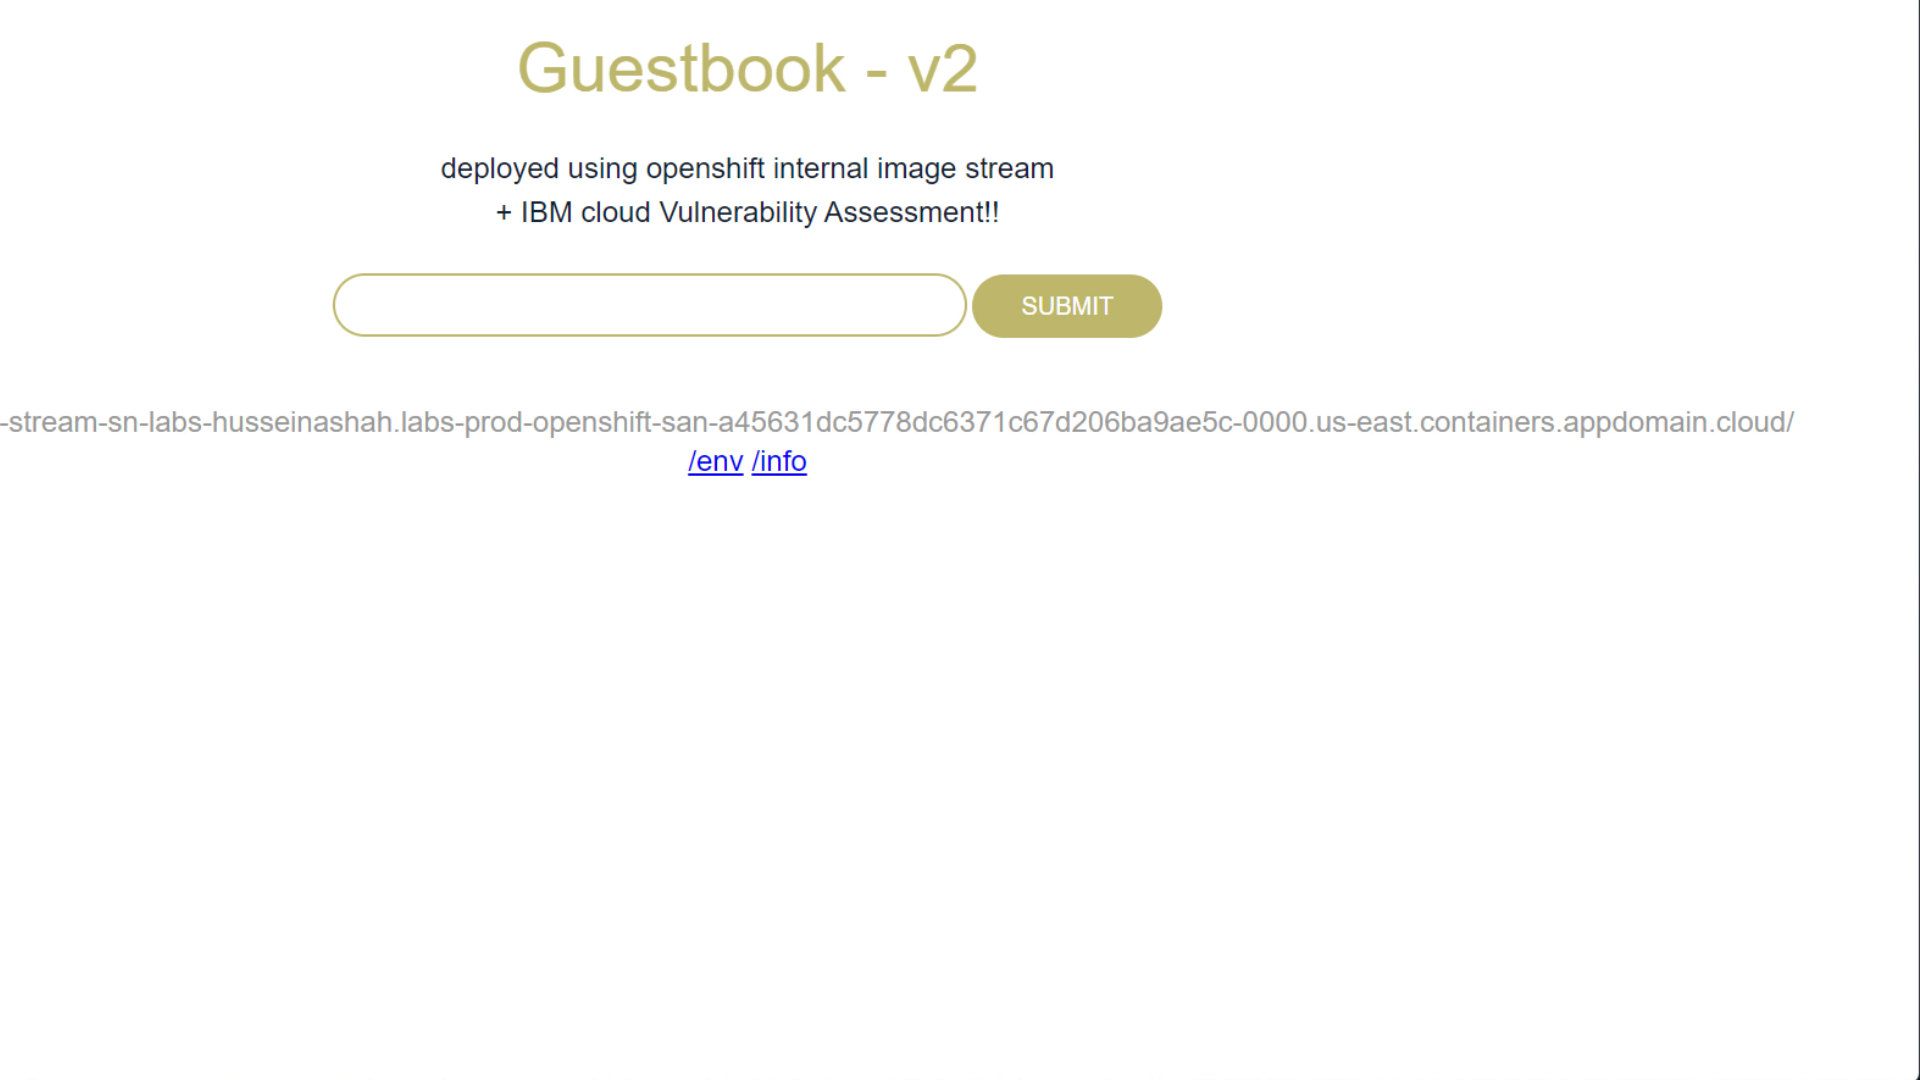 Guestbook - v2
deployed using openshift internal image stream
+ IBM cloud Vulnerability Assessment!!
SUBMIT
-stream-sn-labs-husseinashah.labs-prod-openshift-san-a45631dc5778dc6371c67d206ba9ae5c-0000.us-east.containers.appdomain.cloud/
/env /info